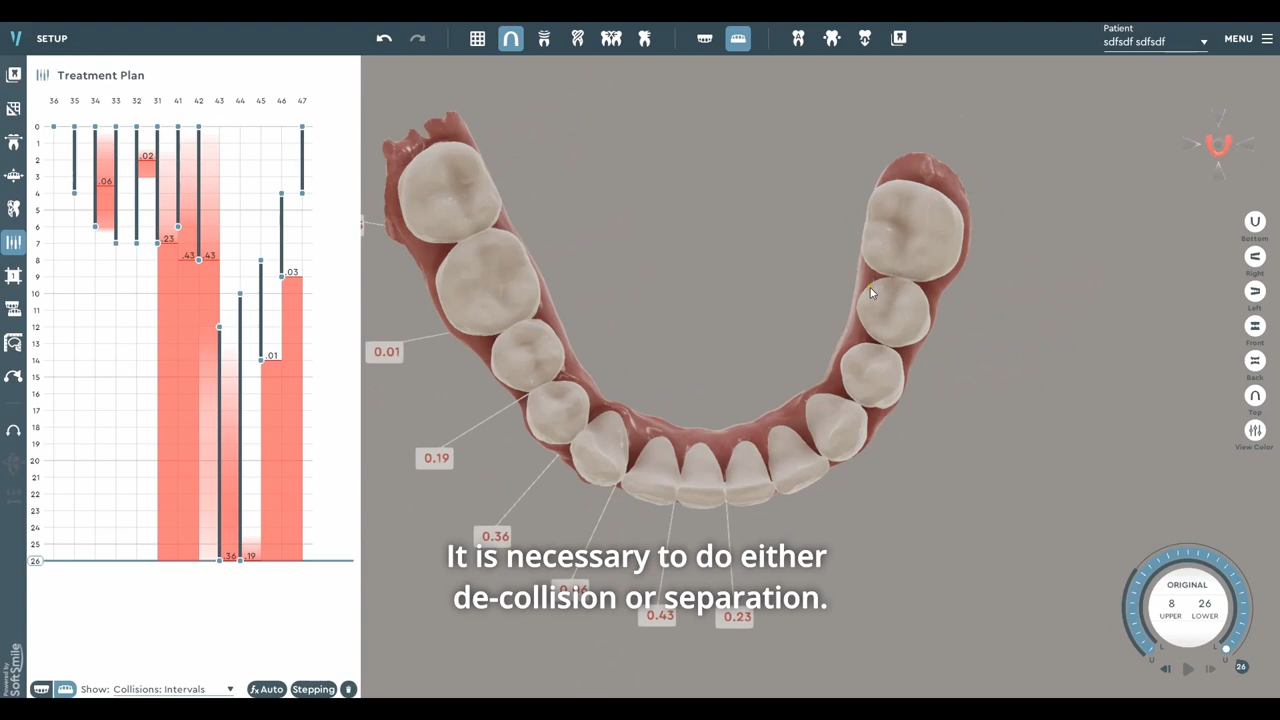 SETUP
Patient
sdfsdf sdfsdf
MENU
Treatment Plan
36 35 34 33 32 31 41 42 43 44 45 46 47
0
1
2
3
4
5
6
7
8
9
10
11
12
13
14
15
16
17
18
19
20
21
22
23
24
25
26
.02
.06
.23
.43 .43
.03
.01
.36 .19
0.01
0.19
0.36
0.43
0.23
It is necessary to do either
de-collision or separation.
Bottom
Right
Left
Front
Back
Top
View Color
ORIGINAL
8 26
UPPER LOWER
L L
U U
26
Powered by
SoftSmile
Show: Collisions: Intervals
fx Auto
Stepping